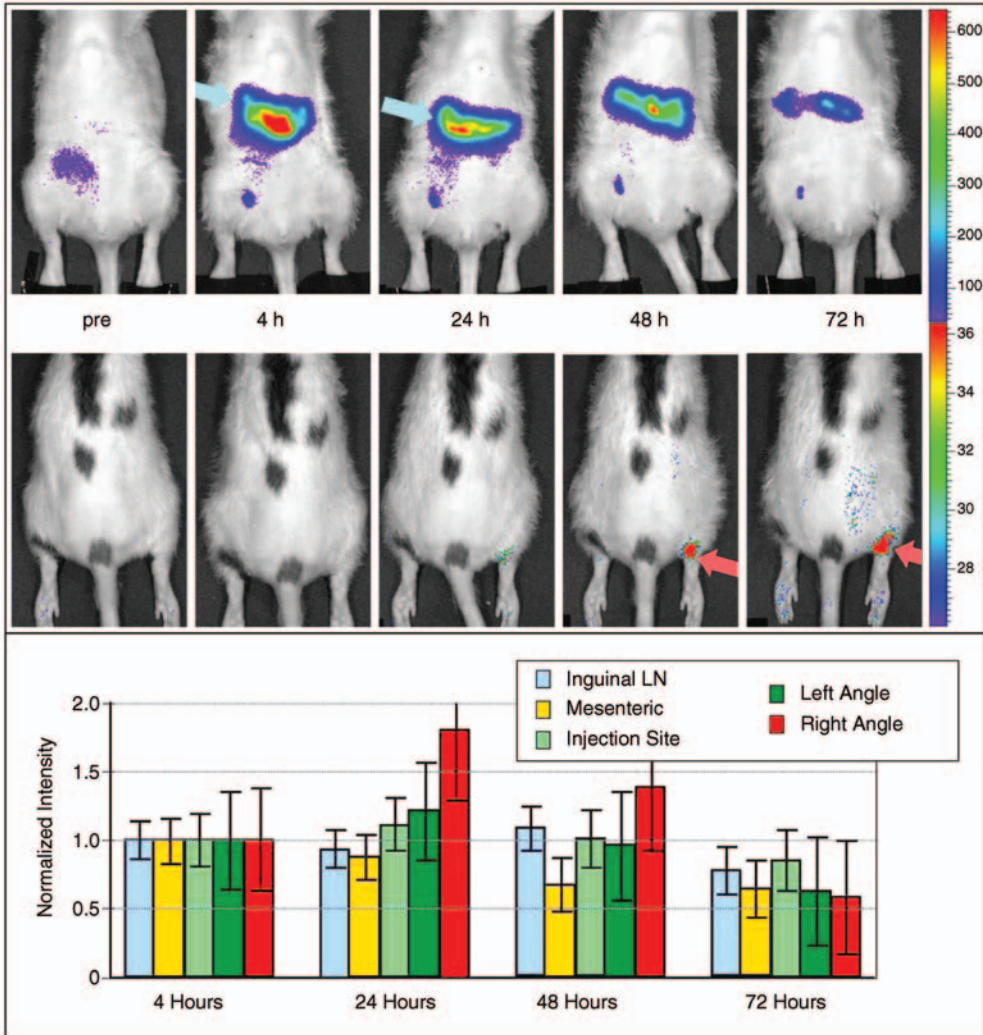 600
500
400
300
200
100
pre
4 h
24 h
48 h
72 h
36
34
32
30
28
Inguinal LN
Mesenteric
Injection Site
Left Angle
Right Angle
Normalized Intensity
2.0
1.5
1.0
0.5
0
4 Hours
24 Hours
48 Hours
72 Hours